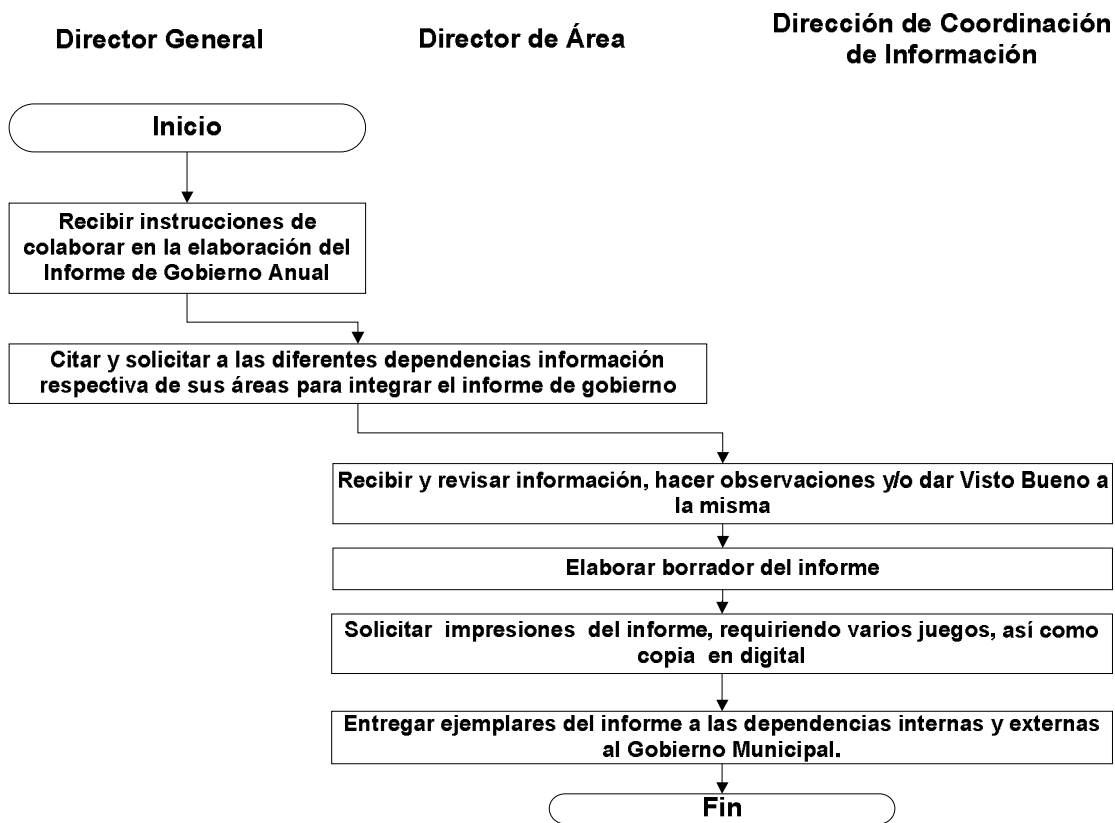 Director General
Director de Área
Dirección de Coordinación
de Información
Inicio
Recibir instrucciones de
colaborar en la elaboración del
Informe de Gobierno Anual
Citar y solicitar a las diferentes dependencias información
respectiva de sus áreas para integrar el informe de gobierno
Recibir y revisar información, hacer observaciones y/o dar Visto Bueno a
la misma
Elaborar borrador del informe
Solicitar impresiones del informe, requiriendo varios juegos, así como
copia en digital
Entregar ejemplares del informe a las dependencias internas y externas
al Gobierno Municipal.
Fin